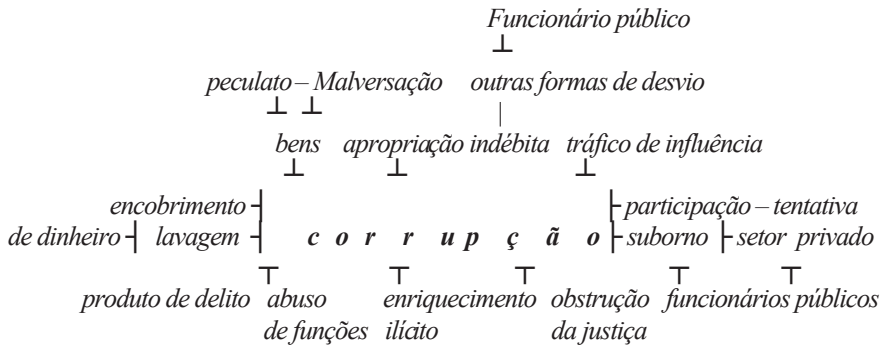 Funcionário público
peculato – Malversação outras formas de desvio
bens apropriação indébita tráfico de influência
encobrimento participação – tentativa
de dinheiro lavagem corrupção suborno setor privado
produto de delito abuso enriquecimento obstrução funcionários públicos
de funções ilícito da justiça